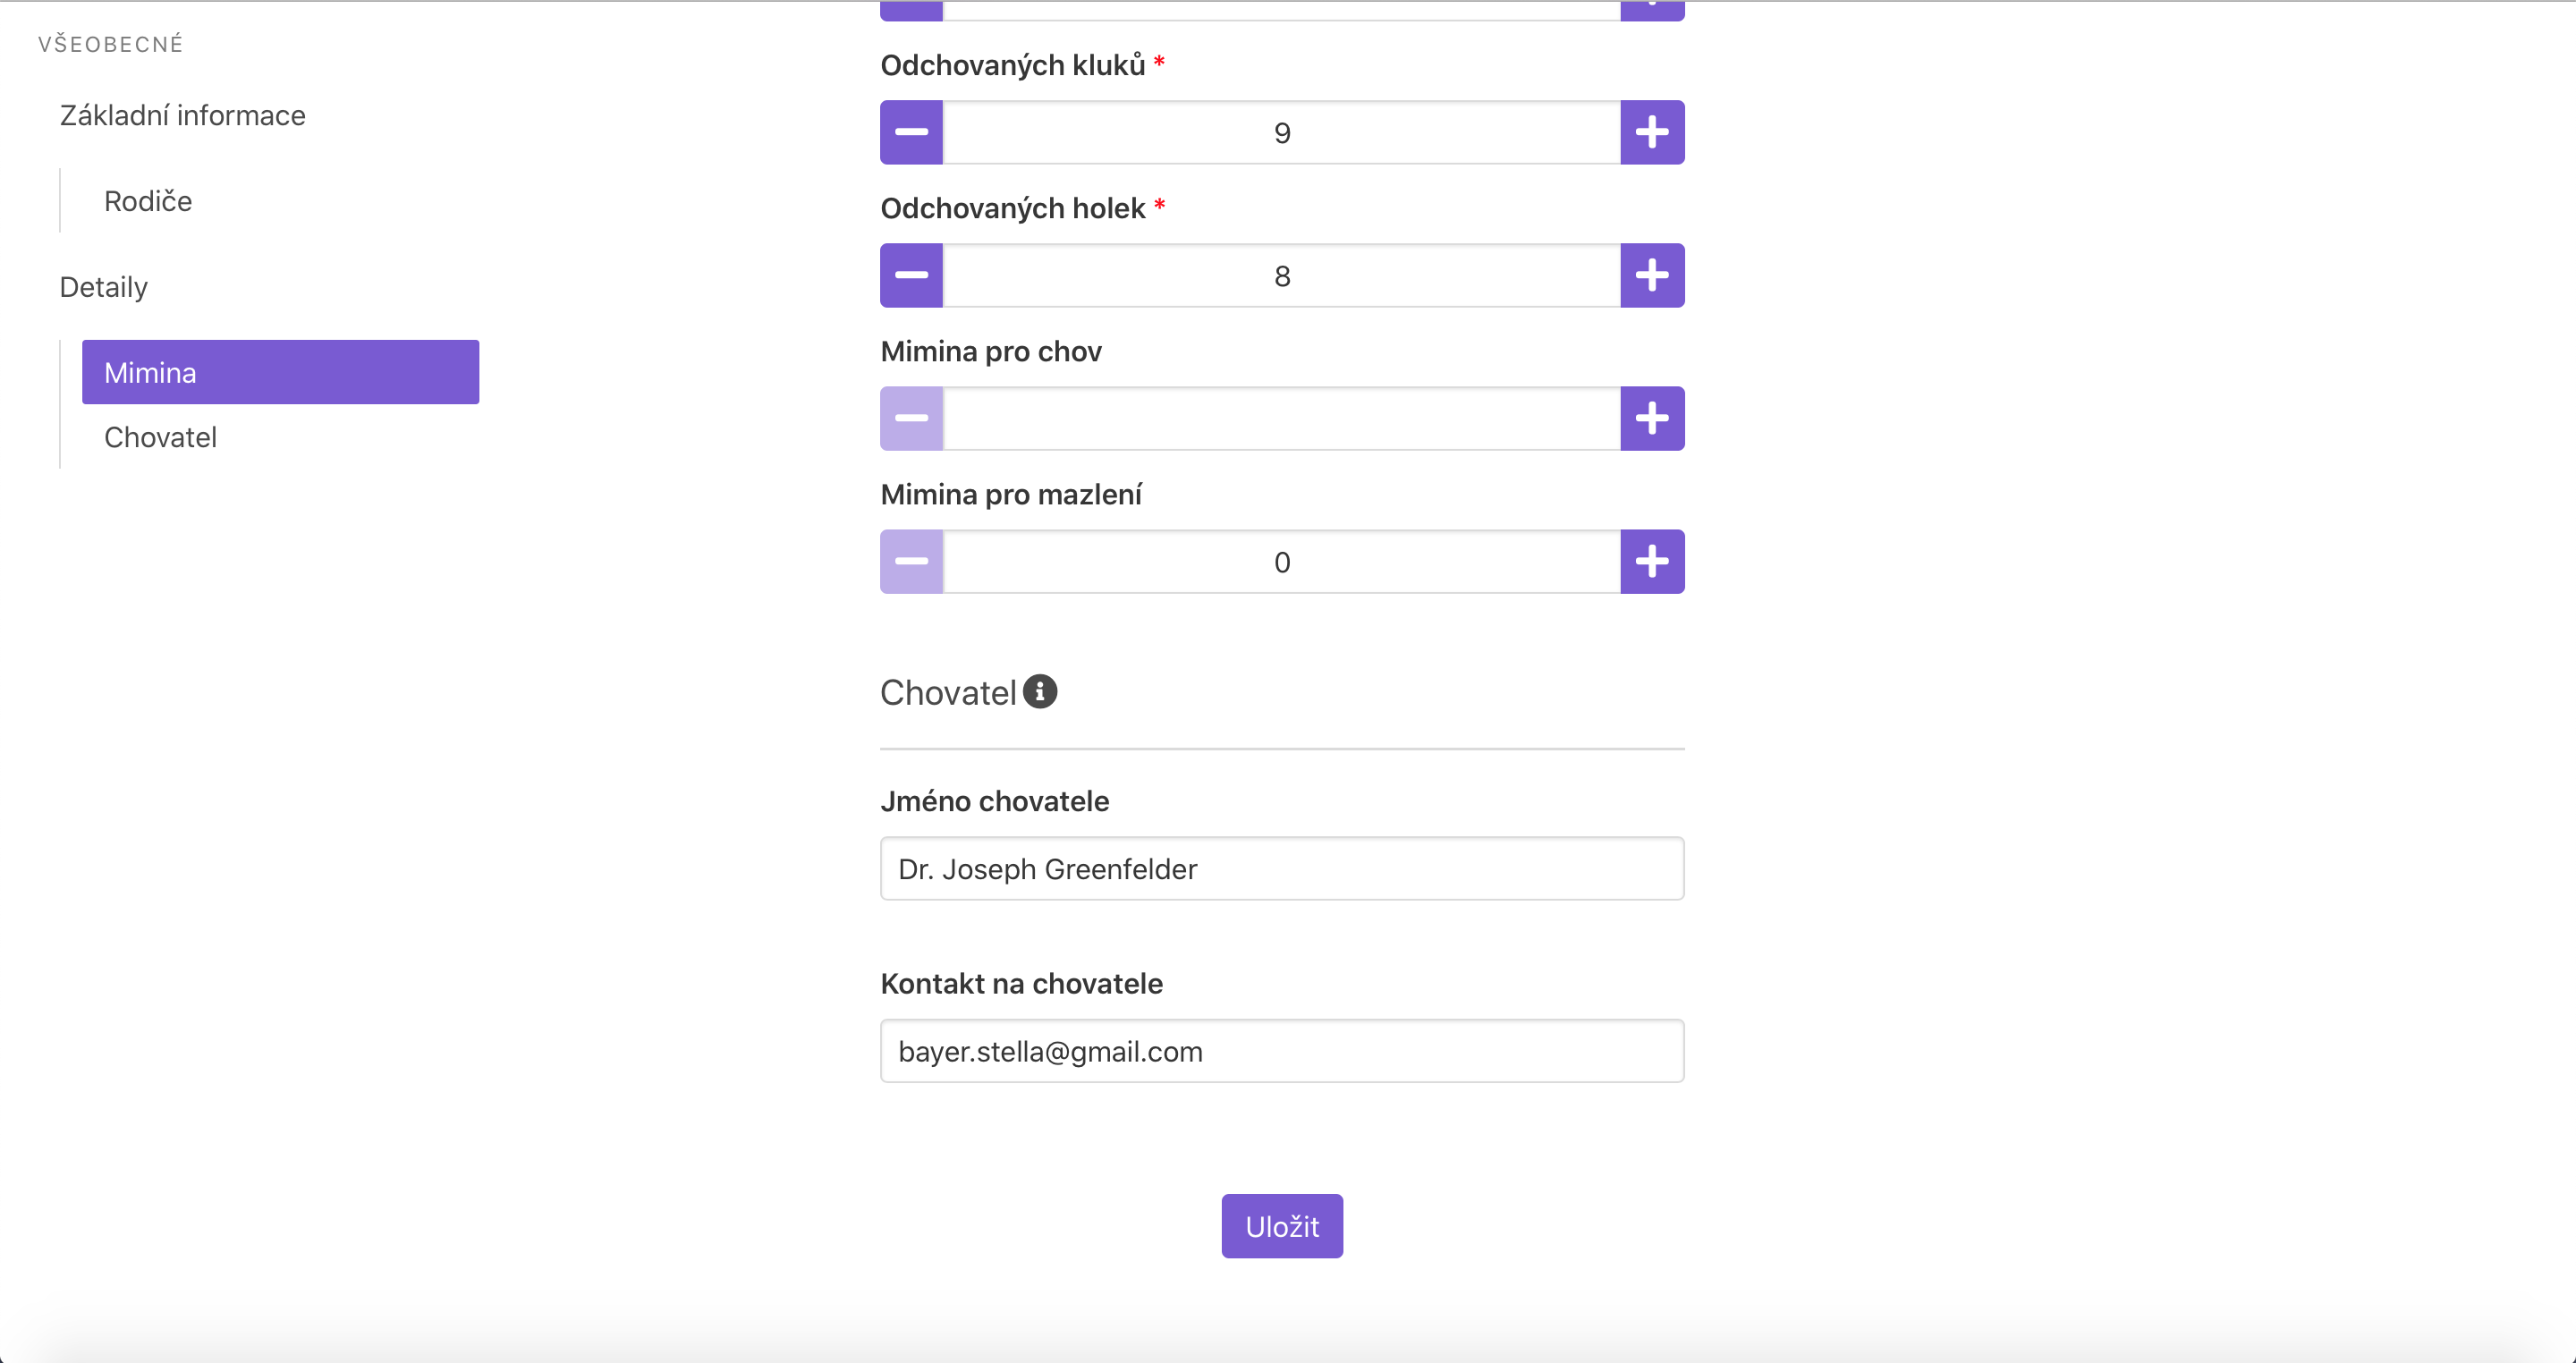 VŠEOBECNÉ
Základní informace
Rodiče
Detaily
Mimina
Chovatel
Odchovaných kluků *
9
Odchovaných holek *
8
Mimina pro chov
Mimina pro mazlení
0
Chovatel
Jméno chovatele
Dr. Joseph Greenfelder
Kontakt na chovatele
bayer.stella@gmail.com
Uložit